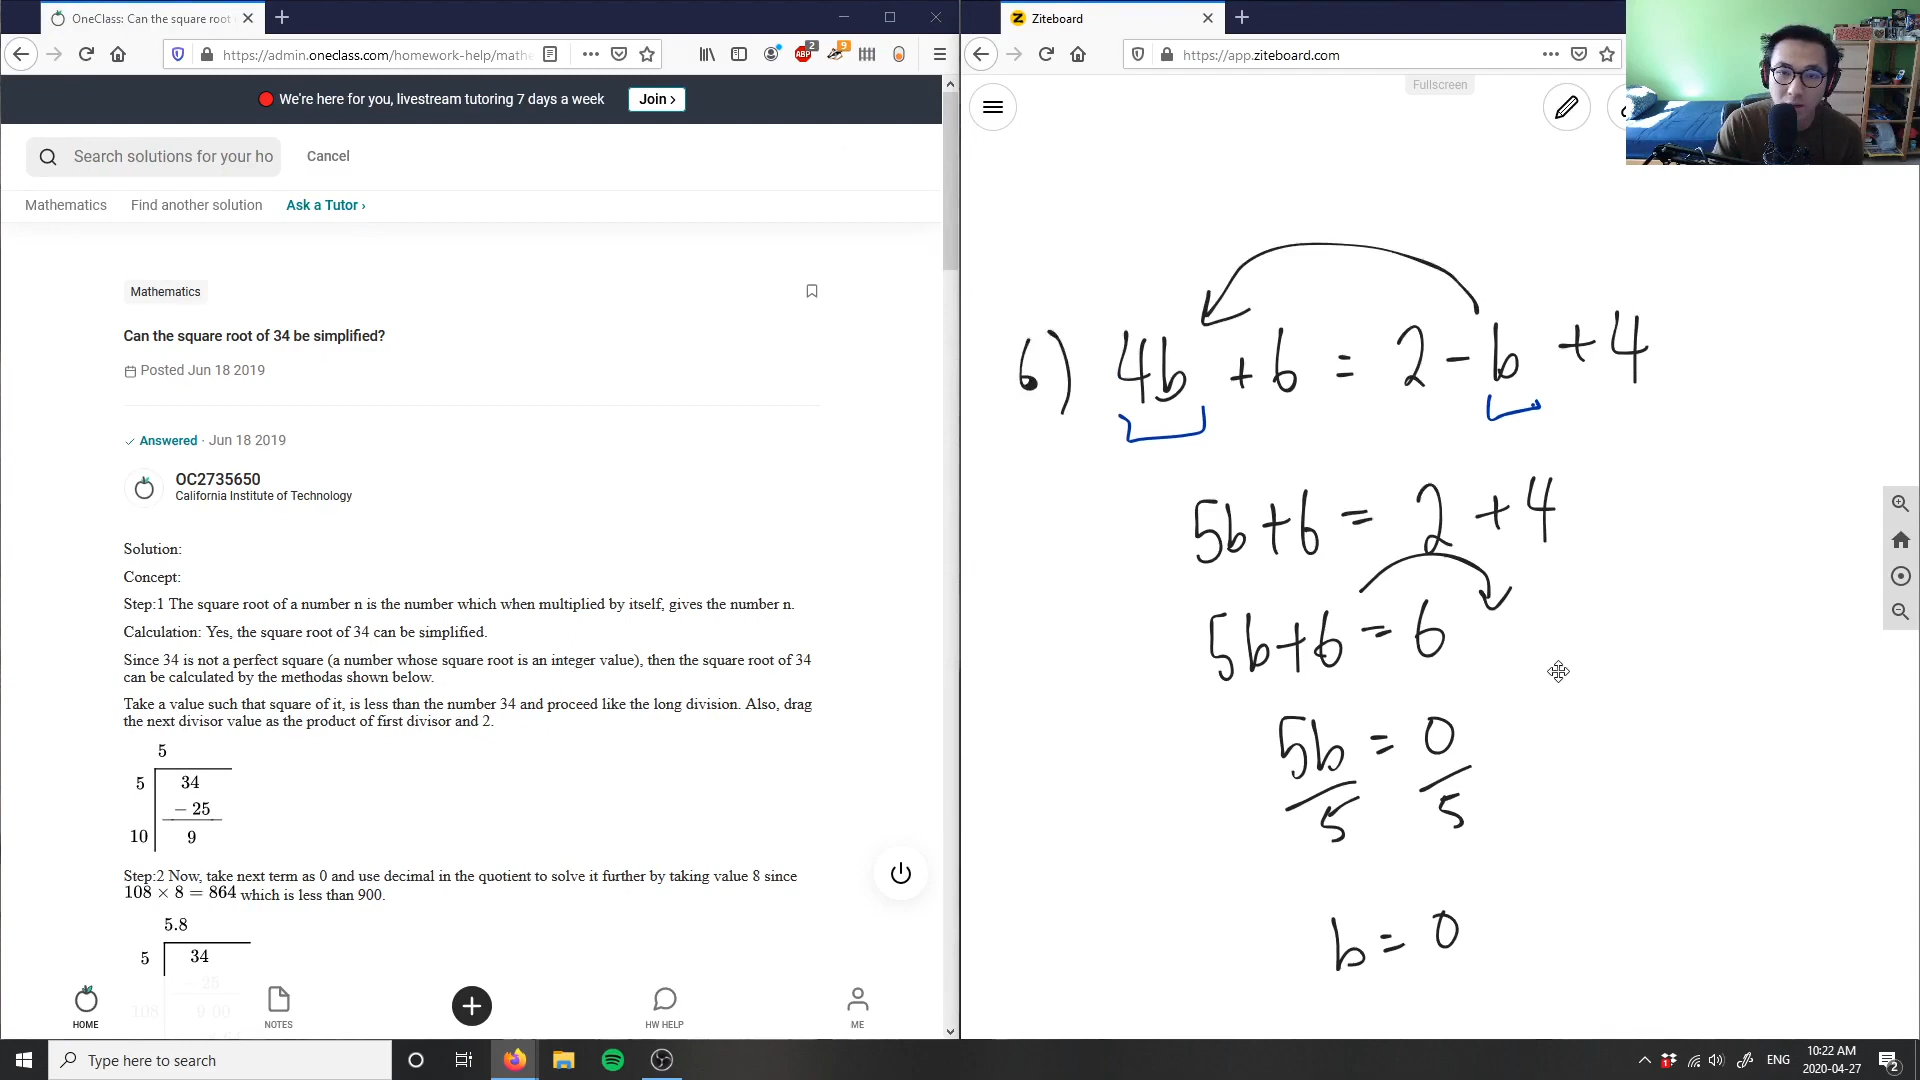 OneClass: Can the square root
Ziteboard
https://admin.oneclass.com/homework-help/mathe
ABP
2
9
https://app.ziteboard.com
We're here for you, livestream tutoring 7 days a week
Join ›
Search solutions for your ho
Cancel
Mathematics
Find another solution
Ask a Tutor ›
Mathematics
Can the square root of 34 be simplified?
Posted Jun 18 2019
Answered · Jun 18 2019
OC2735650
California Institute of Technology
Solution:
Concept:
Step:1 The square root of a number n is the number which when multiplied by itself, gives the number n.
Calculation: Yes, the square root of 34 can be simplified.
Since 34 is not a perfect square (a number whose square root is an integer value), then the square root of 34
can be calculated by the methodas shown below.
Take a value such that square of it, is less than the number 34 and proceed like the long division. Also, drag
the next divisor value as the product of first divisor and 2.
5
5 34
− 25
10 9
Step:2 Now, take next term as 0 and use decimal in the quotient to solve it further by taking value 8 since
108 × 8 = 864 which is less than 900.
5.8
5 34
− 25
108 9 00
HOME
NOTES
HW HELP
ME
Fullscreen
6) 4b + 6 = 2 - b + 4
5b + 6 = 2 + 4
5b + 6 = 6
5b = 0
5 5
b = 0
Type here to search
1
ENG
10:22 AM
2020-04-27
2